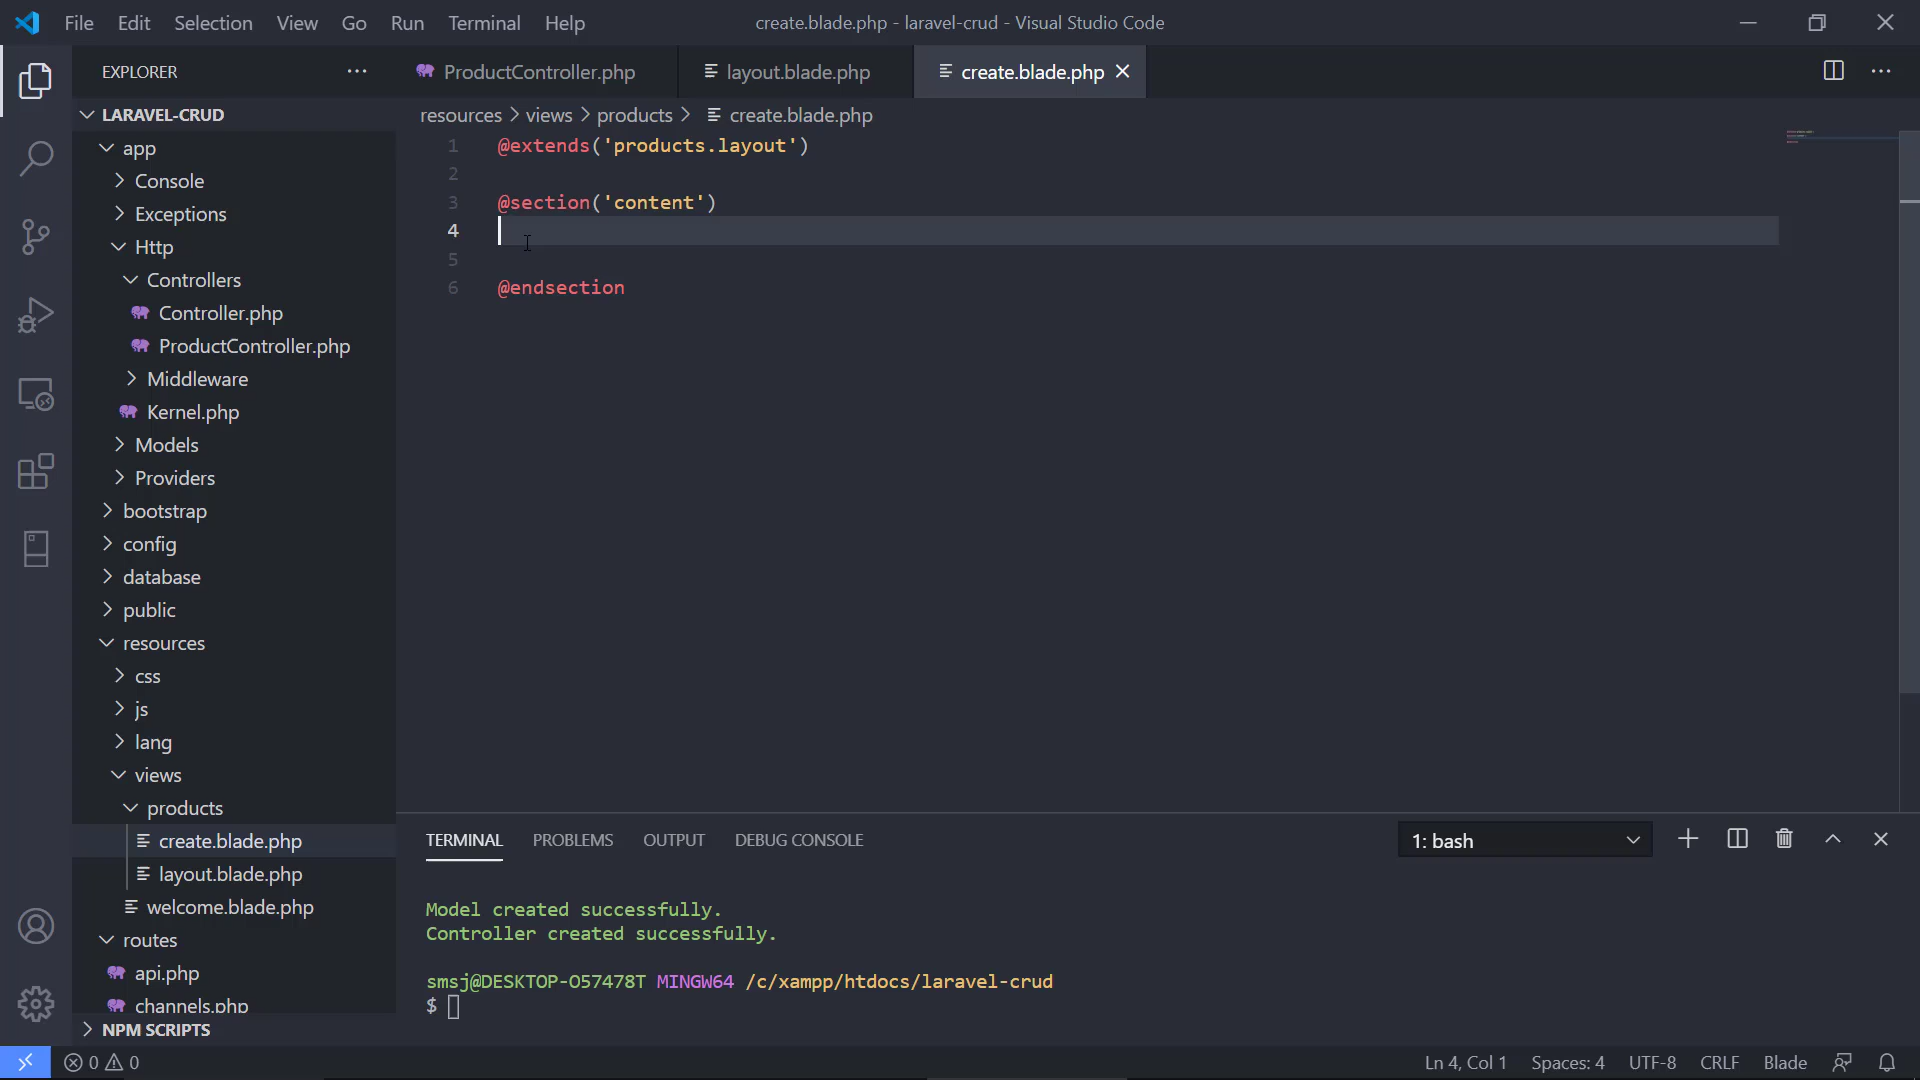 File Edit Selection View Go Run Terminal Help
create.blade.php - laravel-crud - Visual Studio Code
EXPLORER
ProductController.php
layout.blade.php
create.blade.php
LARAVEL-CRUD
resources > views > products > create.blade.php
app
Console
Exceptions
Http
Controllers
Controller.php
ProductController.php
Middleware
Kernel.php
Models
Providers
bootstrap
config
database
public
resources
css
js
lang
views
products
create.blade.php
layout.blade.php
welcome.blade.php
routes
api.php
channels.php
NPM SCRIPTS
1 @extends('products.layout')
2
3 @section('content')
4
5
6 @endsection
TERMINAL PROBLEMS OUTPUT DEBUG CONSOLE
1: bash
Model created successfully.
Controller created successfully.
smsj@DESKTOP-O57478T MINGW64 /c/xampp/htdocs/laravel-crud
$
0 0
Ln 4, Col 1 Spaces: 4 UTF-8 CRLF Blade